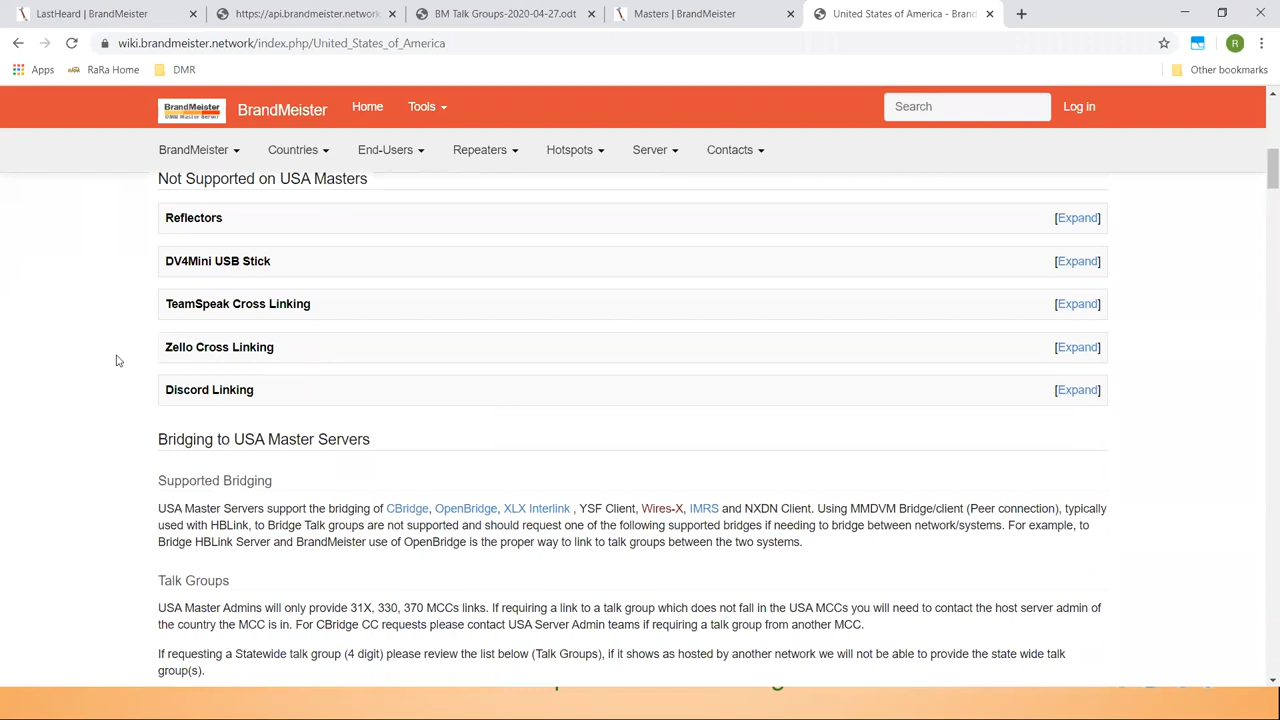 LastHeard | BrandMeister
https://api.brandmeister.network
BM Talk Groups-2020-04-27.odt
Masters | BrandMeister
United States of America - Brand
wiki.brandmeister.network/index.php/United_States_of_America
R
Apps
RaRa Home
DMR
Other bookmarks
BrandMeister
DMR Master Server
BrandMeister
Home
Tools
Search
Log in
BrandMeister
Countries
End-Users
Repeaters
Hotspots
Server
Contacts
Not Supported on USA Masters
Reflectors [Expand]
DV4Mini USB Stick [Expand]
TeamSpeak Cross Linking [Expand]
Zello Cross Linking [Expand]
Discord Linking [Expand]
Bridging to USA Master Servers
Supported Bridging
USA Master Servers support the bridging of CBridge, OpenBridge, XLX Interlink , YSF Client, Wires-X, IMRS and NXDN Client. Using MMDVM Bridge/client (Peer connection), typically
used with HBLink, to Bridge Talk groups are not supported and should request one of the following supported bridges if needing to bridge between network/systems. For example, to
Bridge HBLink Server and BrandMeister use of OpenBridge is the proper way to link to talk groups between the two systems.
Talk Groups
USA Master Admins will only provide 31X, 330, 370 MCCs links. If requiring a link to a talk group which does not fall in the USA MCCs you will need to contact the host server admin of
the country the MCC is in. For CBridge CC requests please contact USA Server Admin teams if requiring a talk group from another MCC.
If requesting a Statewide talk group (4 digit) please review the list below (Talk Groups), if it shows as hosted by another network we will not be able to provide the state wide talk
group(s).